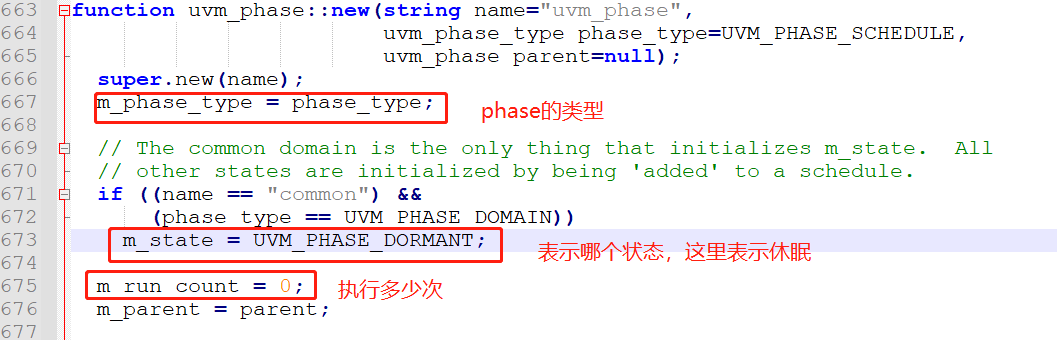 663 function uvm_phase::new(string name="uvm_phase",
664 uvm_phase_type phase_type=UVM_PHASE_SCHEDULE,
665 uvm_phase parent=null);
666 super.new(name);
667 m_phase_type = phase_type; phase的类型
668
669 // The common domain is the only thing that initializes m_state.  All
670 // other states are initialized by being 'added' to a schedule.
671 if ((name == "common") &&
672 (phase_type == UVM_PHASE_DOMAIN))
673 m_state = UVM_PHASE_DORMANT; 表示哪个状态，这里表示休眠
674
675 m_run_count = 0; 执行多少次
676 m_parent = parent;
677